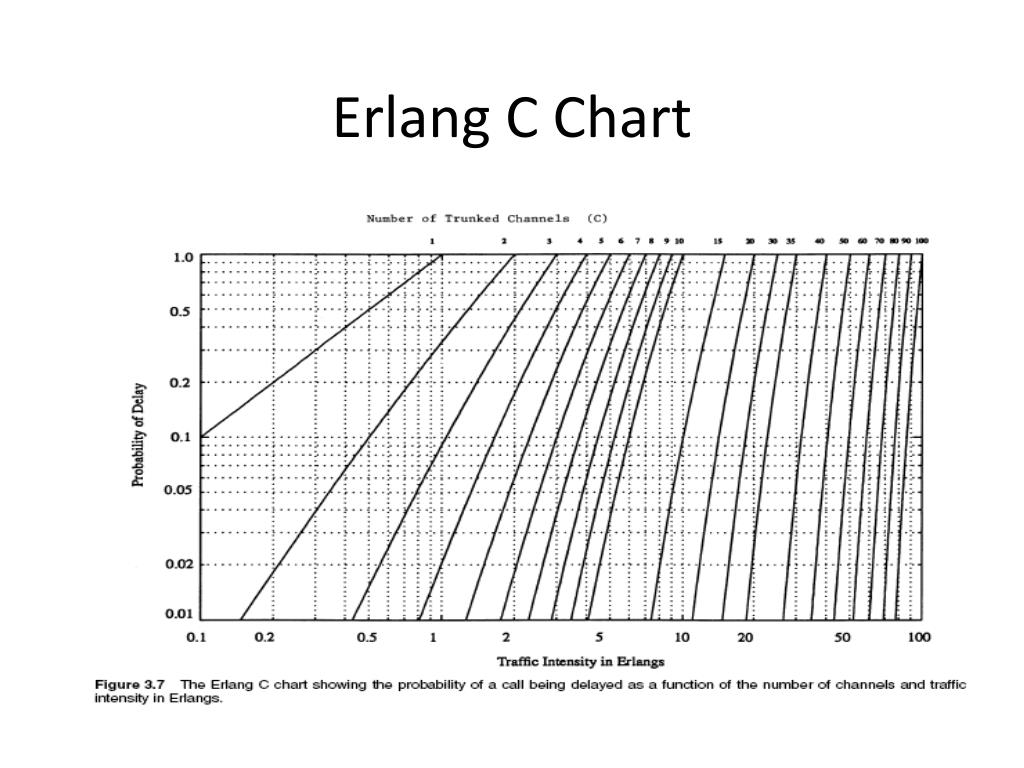 Erlang C Chart
Number of Trunked Channels (C)
1 2 3 4 5 6 7 8 9 10 15 20 30 35 40 50 60 70 80 90 100
1.0
0.5
0.2
0.1
0.05
0.02
0.01
Probability of Delay
0.1 0.2 0.5 1 2 5 10 20 50 100
Traffic Intensity in Erlangs
Figure 3.7 The Erlang C chart showing the probability of a call being delayed as a function of the number of channels and traffic
intensity in Erlangs.